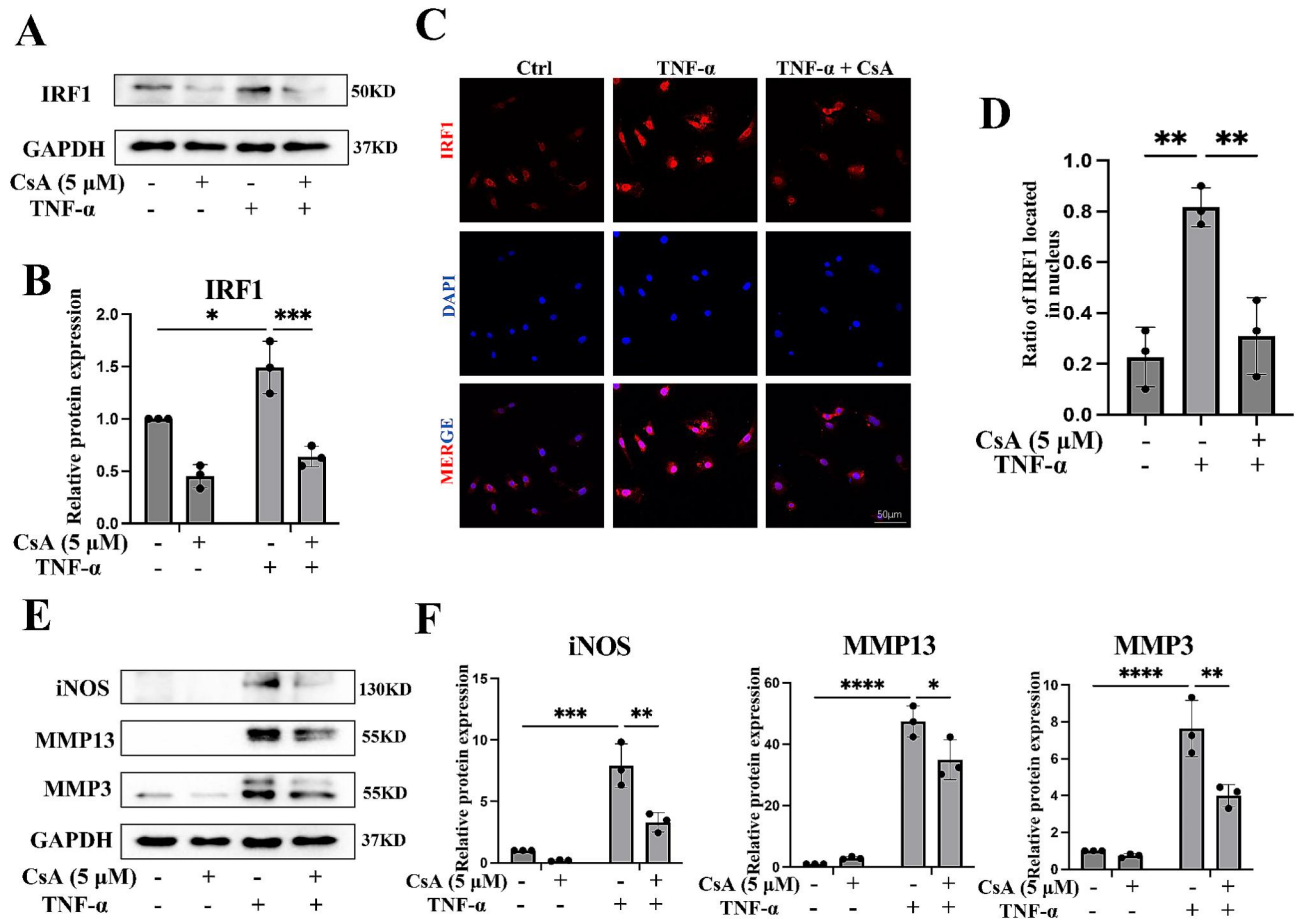 A
IRF1
50KD
GAPDH
37KD
CsA (5 μM) - + - +
TNF-α - - + +
B
IRF1
Relative protein expression
2.0
1.5
1.0
0.5
0.0
* ***
CsA (5 μM) - + - +
TNF-α - - + +
C
Ctrl TNF-α TNF-α + CsA
IRF1
DAPI
MERGE
50μm
D
Ratio of IRF1 located
in nucleus
1.0
0.8
0.6
0.4
0.2
0.0
** **
CsA (5 μM) - - +
TNF-α - + +
E
iNOS
130KD
MMP13
55KD
MMP3
55KD
GAPDH
37KD
CsA (5 μM) - + - +
TNF-α - - + +
F
iNOS
Relative protein expression
15
10
5
0
*** **
CsA (5 μM) - + - +
TNF-α - - + +
MMP13
Relative protein expression
60
40
20
0
**** *
CsA (5 μM) - + - +
TNF-α - - + +
MMP3
Relative protein expression
10
8
6
4
2
0
**** **
CsA (5 μM) - + - +
TNF-α - - + +